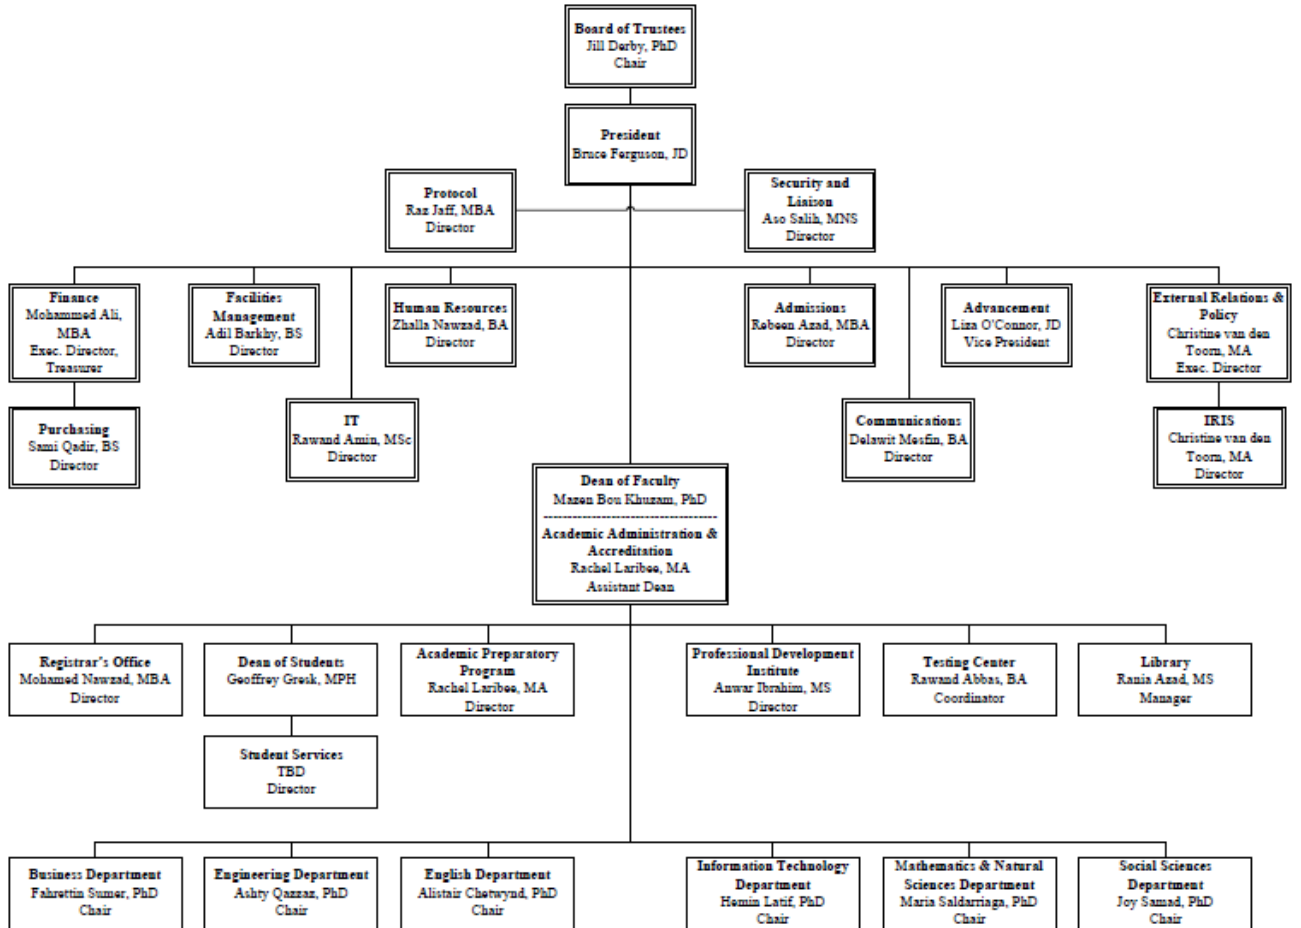 Board of Trustees
Jill Derby, PhD
Chair
President
Bruce Ferguson, JD
Protocol
Raz Jaff, MBA
Director
Security and
Liaison
Aso Salih, MNS
Director
Finance
Mohammed Ali,
MBA
Exec. Director,
Treasurer
Facilities
Management
Adil Barkhy, BS
Director
Human Resources
Zhalla Nawzad, BA
Director
Admissions
Rebeen Azad, MBA
Director
Advancement
Liza O'Connor, JD
Vice President
External Relations &
Policy
Christine van den
Toorn, MA
Exec. Director
Purchasing
Sami Qadir, BS
Director
IT
Rawand Amin, MSc
Director
Communications
Delawit Mesfin, BA
Director
IRIS
Christine van den
Toorn, MA
Director
Dean of Faculty
Mazen Bou Khuzam, PhD
Academic Administration &
Accreditation
Rachel Laribee, MA
Assistant Dean
Registrar's Office
Mohamed Nawzad, MBA
Director
Dean of Students
Geoffrey Gresk, MPH
Academic Preparatory
Program
Rachel Laribee, MA
Director
Professional Development
Institute
Anwar Ibrahim, MS
Director
Testing Center
Rawand Abbas, BA
Coordinator
Library
Rania Azad, MS
Manager
Student Services
TBD
Director
Business Department
Fahrettin Sumer, PhD
Chair
Engineering Department
Ashty Qazzaz, PhD
Chair
English Department
Alistair Chetwynd, PhD
Chair
Information Technology
Department
Hemin Latif, PhD
Chair
Mathematics & Natural
Sciences Department
Maria Saldarriaga, PhD
Chair
Social Sciences
Department
Joy Samad, PhD
Chair